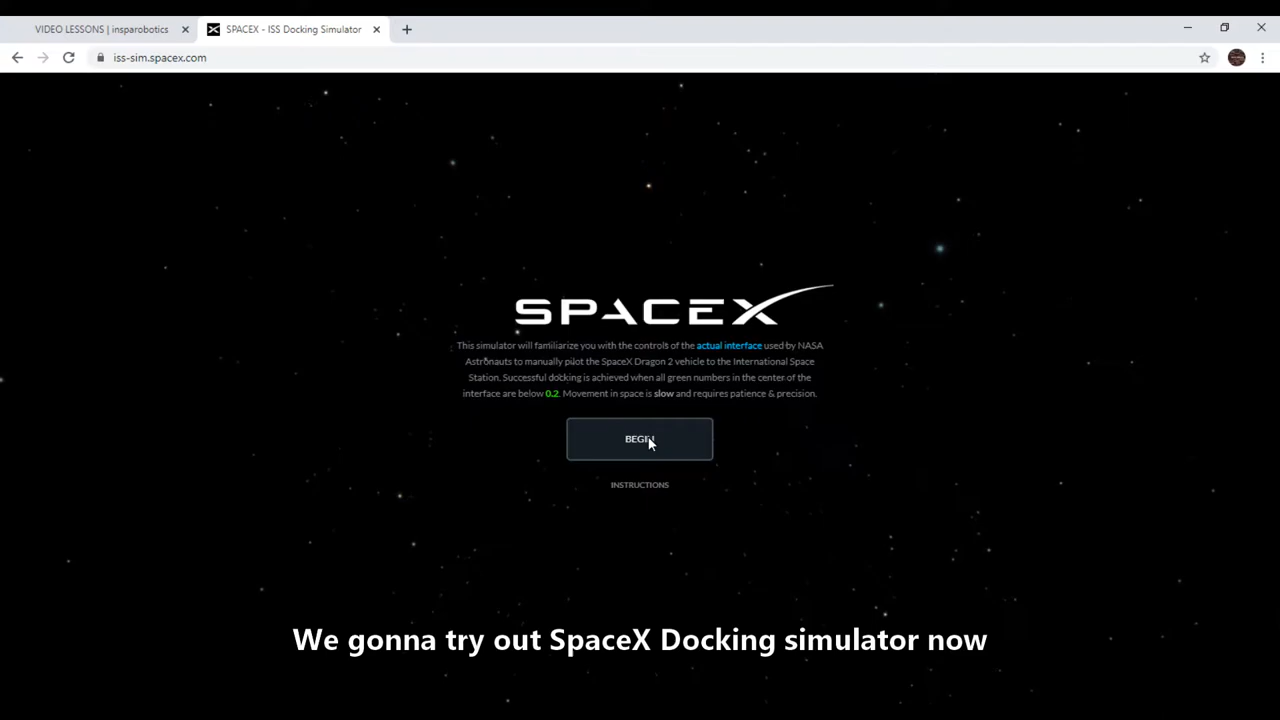 VIDEO LESSONS | insparobotics
SPACEX - ISS Docking Simulator
iss-sim.spacex.com
SPACEX
This simulator will familiarize you with the controls of the actual interface used by NASA
Astronauts to manually pilot the SpaceX Dragon 2 vehicle to the International Space
Station. Successful docking is achieved when all green numbers in the center of the
interface are below 0.2. Movement in space is slow and requires patience & precision.
BEGIN
INSTRUCTIONS
We gonna try out SpaceX Docking simulator now